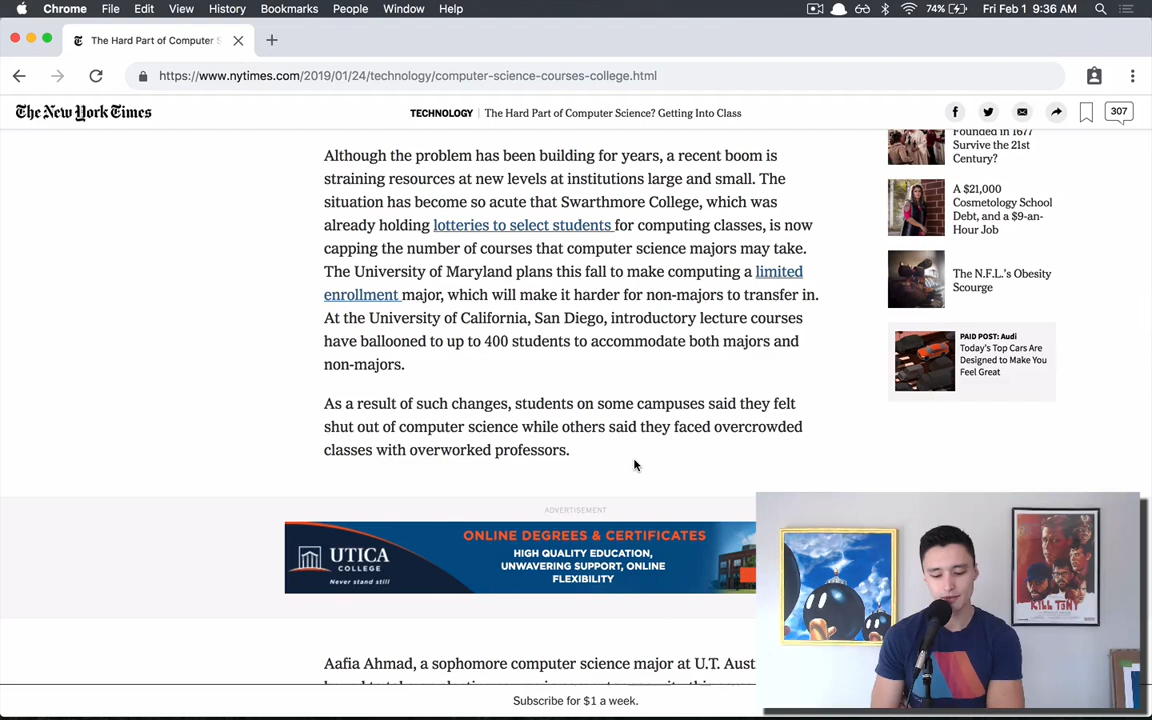 Chrome File Edit View History Bookmarks People Window Help 74% Fri Feb 1 9:36 AM
The Hard Part of Computer S
https://www.nytimes.com/2019/01/24/technology/computer-science-courses-college.html
The New York Times TECHNOLOGY | The Hard Part of Computer Science? Getting Into Class 307
Although the problem has been building for years, a recent boom is
straining resources at new levels at institutions large and small. The
situation has become so acute that Swarthmore College, which was
already holding lotteries to select students for computing classes, is now
capping the number of courses that computer science majors may take.
The University of Maryland plans this fall to make computing a limited
enrollment major, which will make it harder for non-majors to transfer in.
At the University of California, San Diego, introductory lecture courses
have ballooned to up to 400 students to accommodate both majors and
non-majors.
As a result of such changes, students on some campuses said they felt
shut out of computer science while others said they faced overcrowded
classes with overworked professors.
Founded in 1677
Survive the 21st
Century?
A $21,000
Cosmetology School
Debt, and a $9-an-
Hour Job
The N.F.L.'s Obesity
Scourge
PAID POST: Audi
Today's Top Cars Are
Designed to Make You
Feel Great
ADVERTISEMENT
UTICA
COLLEGE
Never stand still
ONLINE DEGREES & CERTIFICATES
HIGH QUALITY EDUCATION,
UNWAVERING SUPPORT, ONLINE
FLEXIBILITY
KILL TONY
Aafia Ahmad, a sophomore computer science major at U.T. Aust
Subscribe for $1 a week.